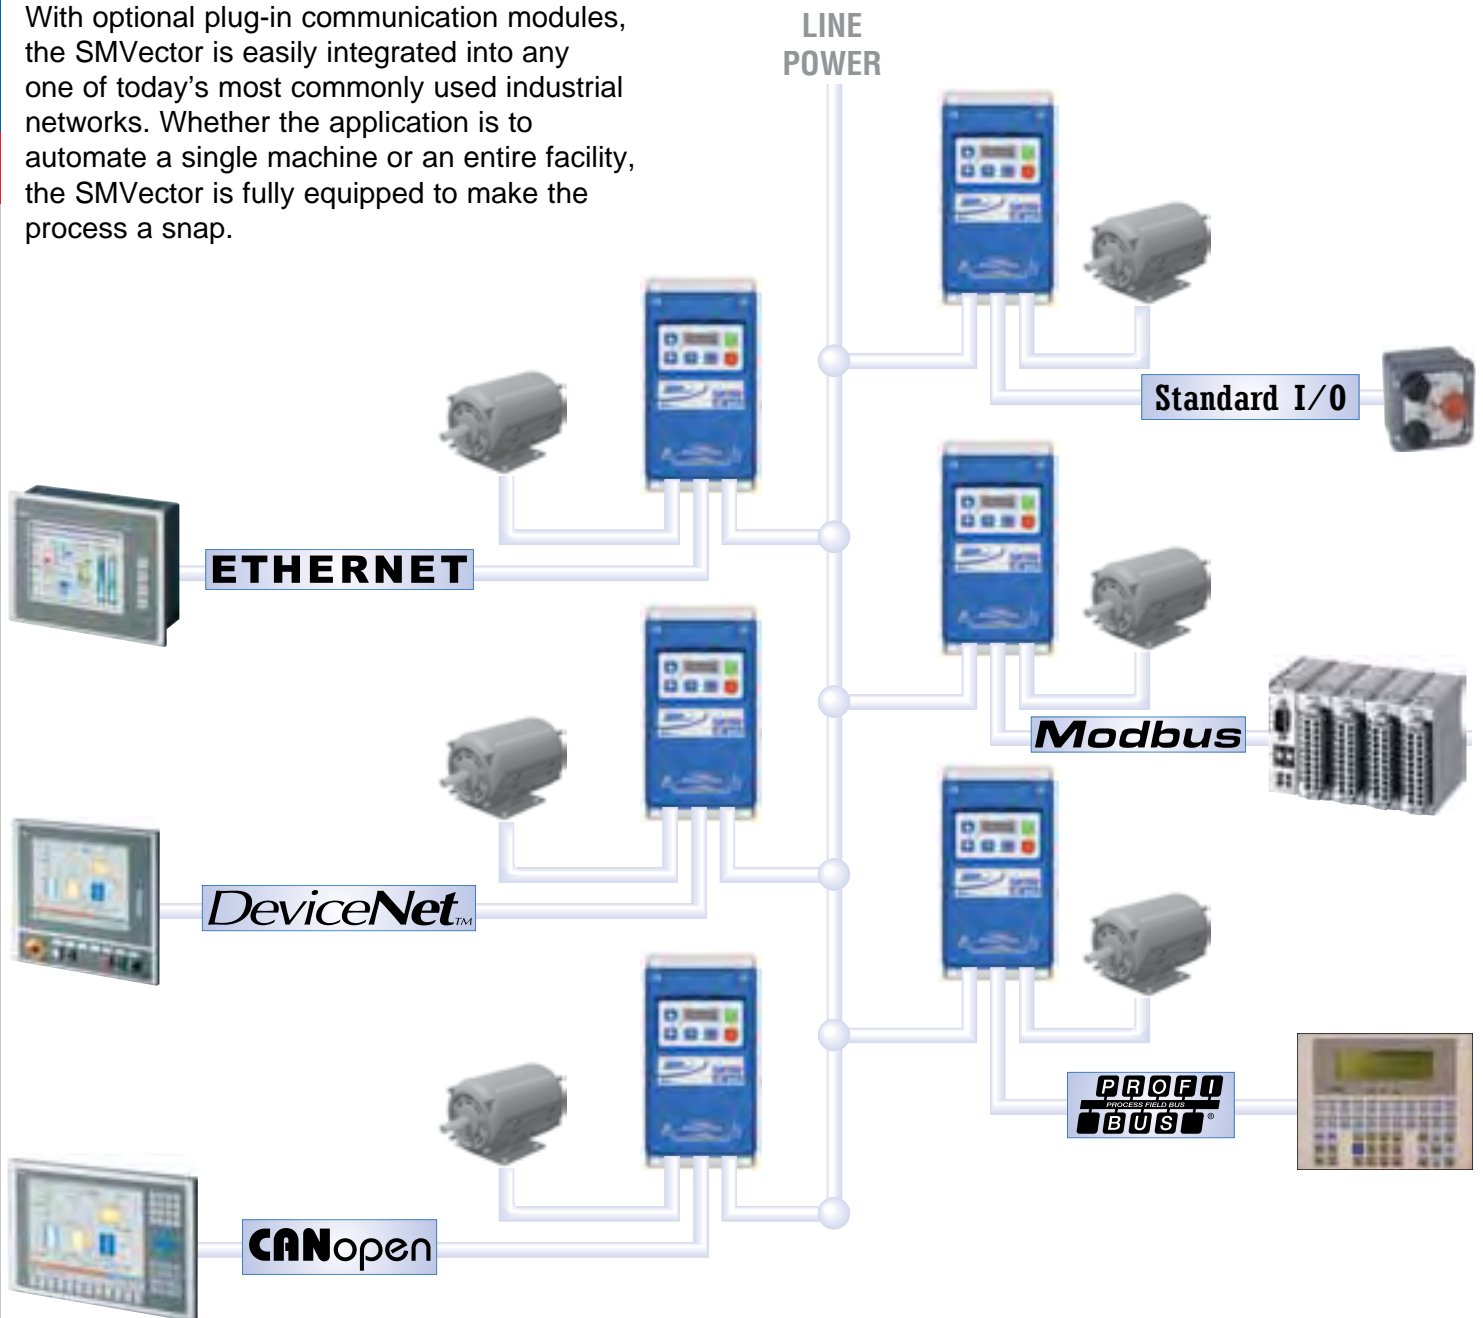 With optional plug-in communication modules,
the SMVector is easily integrated into any
one of today's most commonly used industrial
networks. Whether the application is to
automate a single machine or an entire facility,
the SMVector is fully equipped to make the
process a snap.
LINE
POWER
Standard I/O
ETHERNET
Modbus
DeviceNet™
PROFI
PROCESS FIELD BUS
BUS®
CANopen